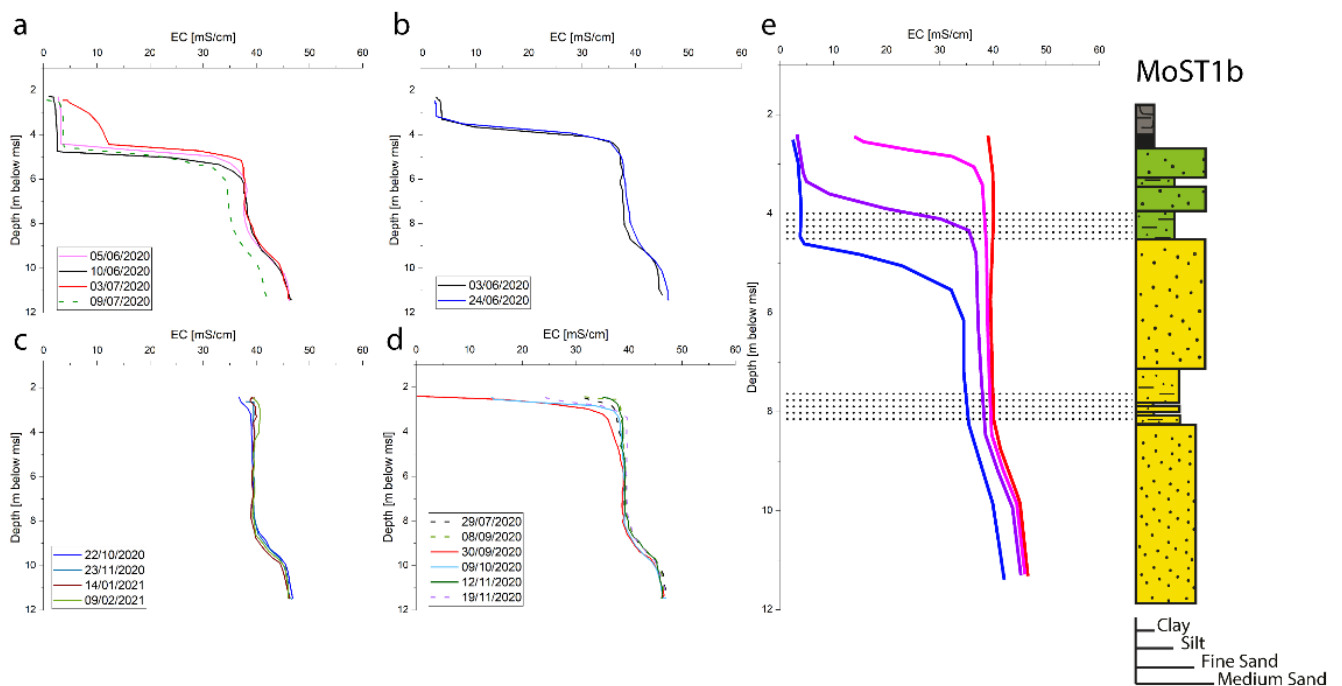 a
EC [mS/cm]
0 10 20 30 40 50 60
Depth [m below msl]
2
4
6
8
10
12
05/06/2020
10/06/2020
03/07/2020
09/07/2020
b
EC [mS/cm]
0 10 20 30 40 50 60
Depth [m below msl]
2
4
6
8
10
12
03/06/2020
24/06/2020
c
EC [mS/cm]
0 10 20 30 40 50 60
Depth [m below msl]
2
4
6
8
10
12
22/10/2020
23/11/2020
14/01/2021
09/02/2021
d
EC [mS/cm]
0 10 20 30 40 50 60
Depth [m below msl]
2
4
6
8
10
12
29/07/2020
08/09/2020
30/09/2020
09/10/2020
12/11/2020
19/11/2020
e
EC [mS/cm]
0 10 20 30 40 50 60
Depth [m below msl]
2
4
6
8
10
12
MoST1b
Clay
Silt
Fine Sand
Medium Sand